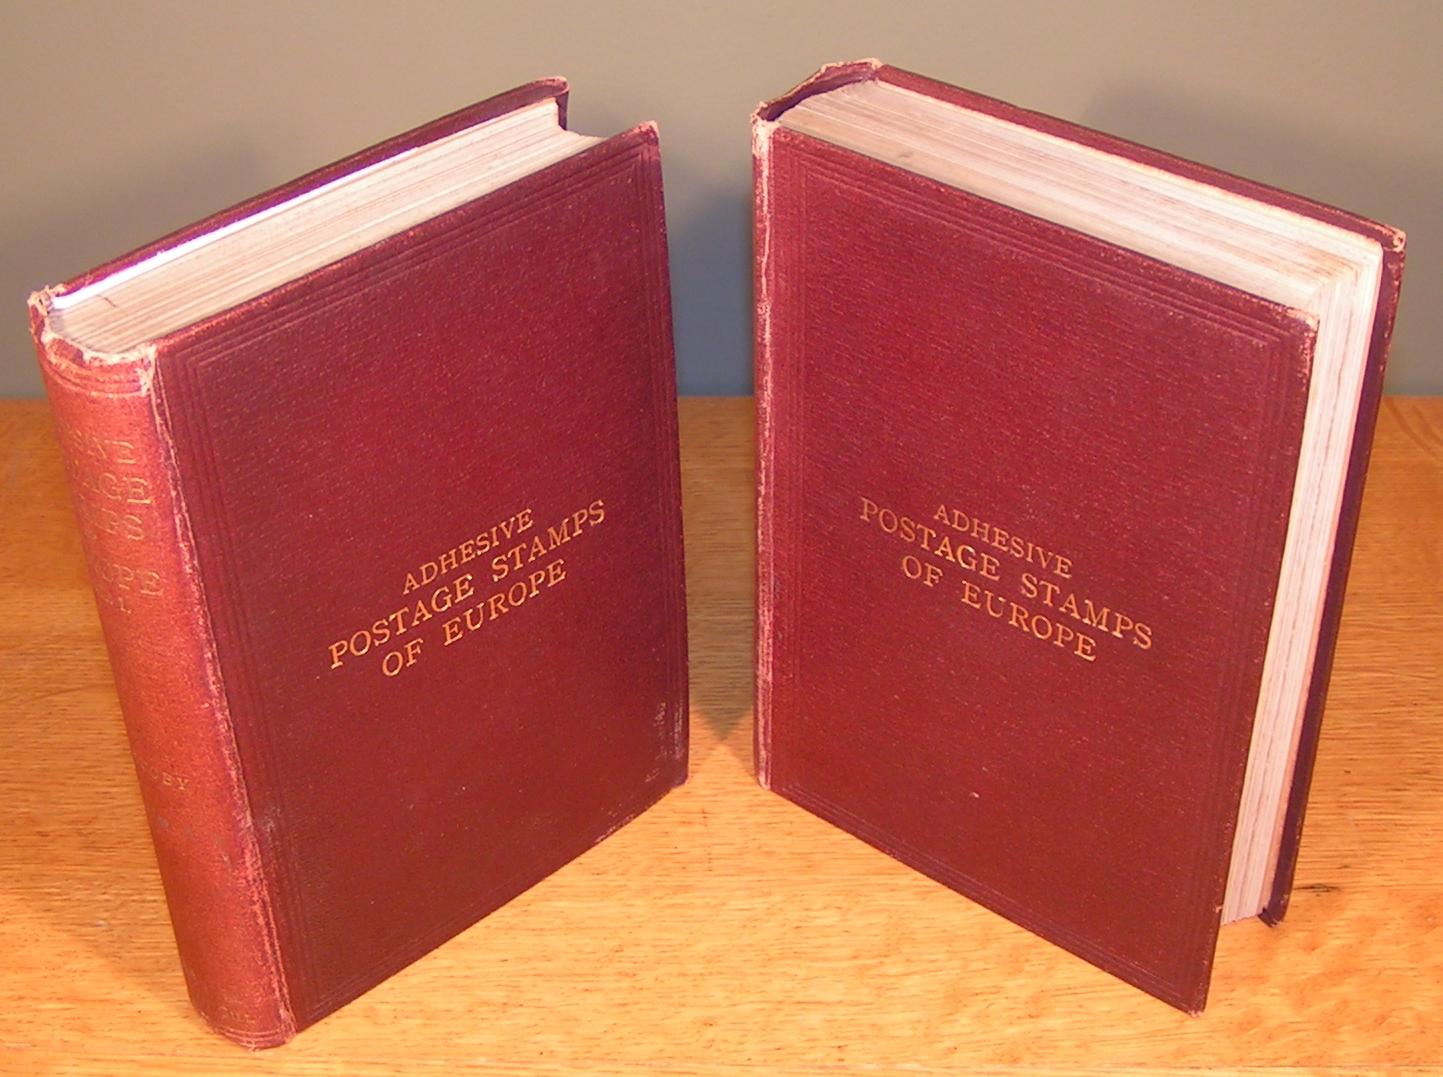 ADHESIVE
POSTAGE STAMPS
OF EUROPE
ADHESIVE
POSTAGE STAMPS
OF EUROPE